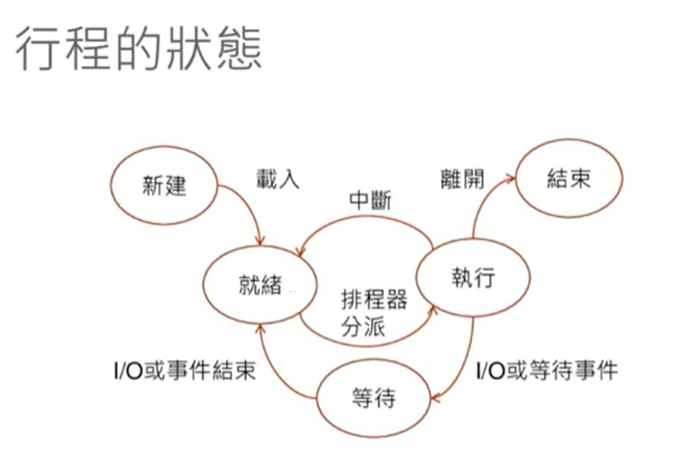 行程的狀態
新建
載入
中斷
離開
結束
就緒
排程器
分派
執行
I/O或事件結束
等待
I/O或等待事件